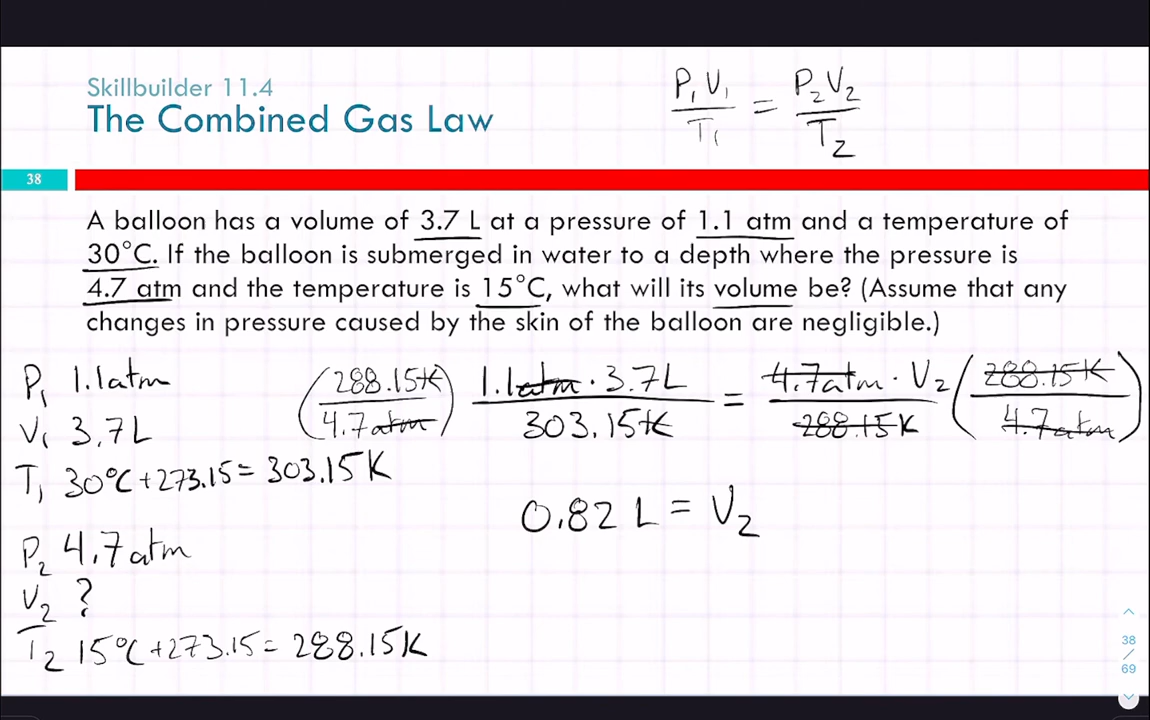 Skillbuilder 11.4
The Combined Gas Law
P₁V₁/T₁ = P₂V₂/T₂
38
A balloon has a volume of 3.7 L at a pressure of 1.1 atm and a temperature of
30°C. If the balloon is submerged in water to a depth where the pressure is
4.7 atm and the temperature is 15°C, what will its volume be? (Assume that any
changes in pressure caused by the skin of the balloon are negligible.)
P₁ 1.1atm
V₁ 3.7L
T₁ 30°C+273.15= 303.15K
P₂ 4.7atm
V₂ ?
T₂ 15°C+273.15= 288.15K
(288.15K/4.7atm) 1.1atm · 3.7L/303.15K = 4.7atm · V₂/288.15K (288.15K/4.7atm)
0.82 L = V₂
38
/
69